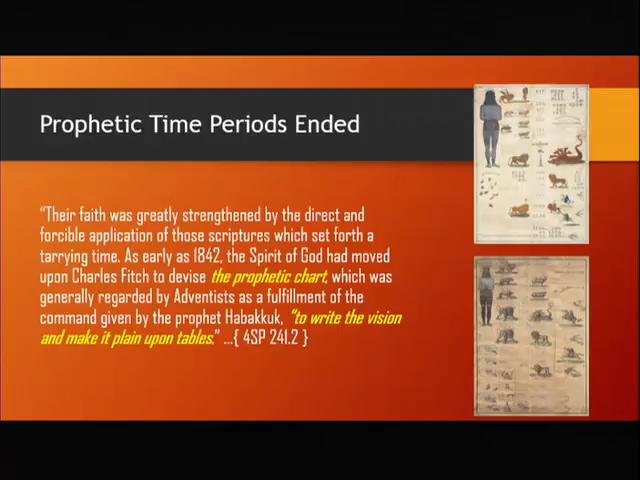 Prophetic Time Periods Ended
“Their faith was greatly strengthened by the direct and
forcible application of those scriptures which set forth a
tarrying time. As early as 1842, the Spirit of God had moved
upon Charles Fitch to devise the prophetic chart, which was
generally regarded by Adventists as a fulfillment of the
command given by the prophet Habakkuk, “to write the vision
and make it plain upon tables.” ...{ 4SP 241.2 }